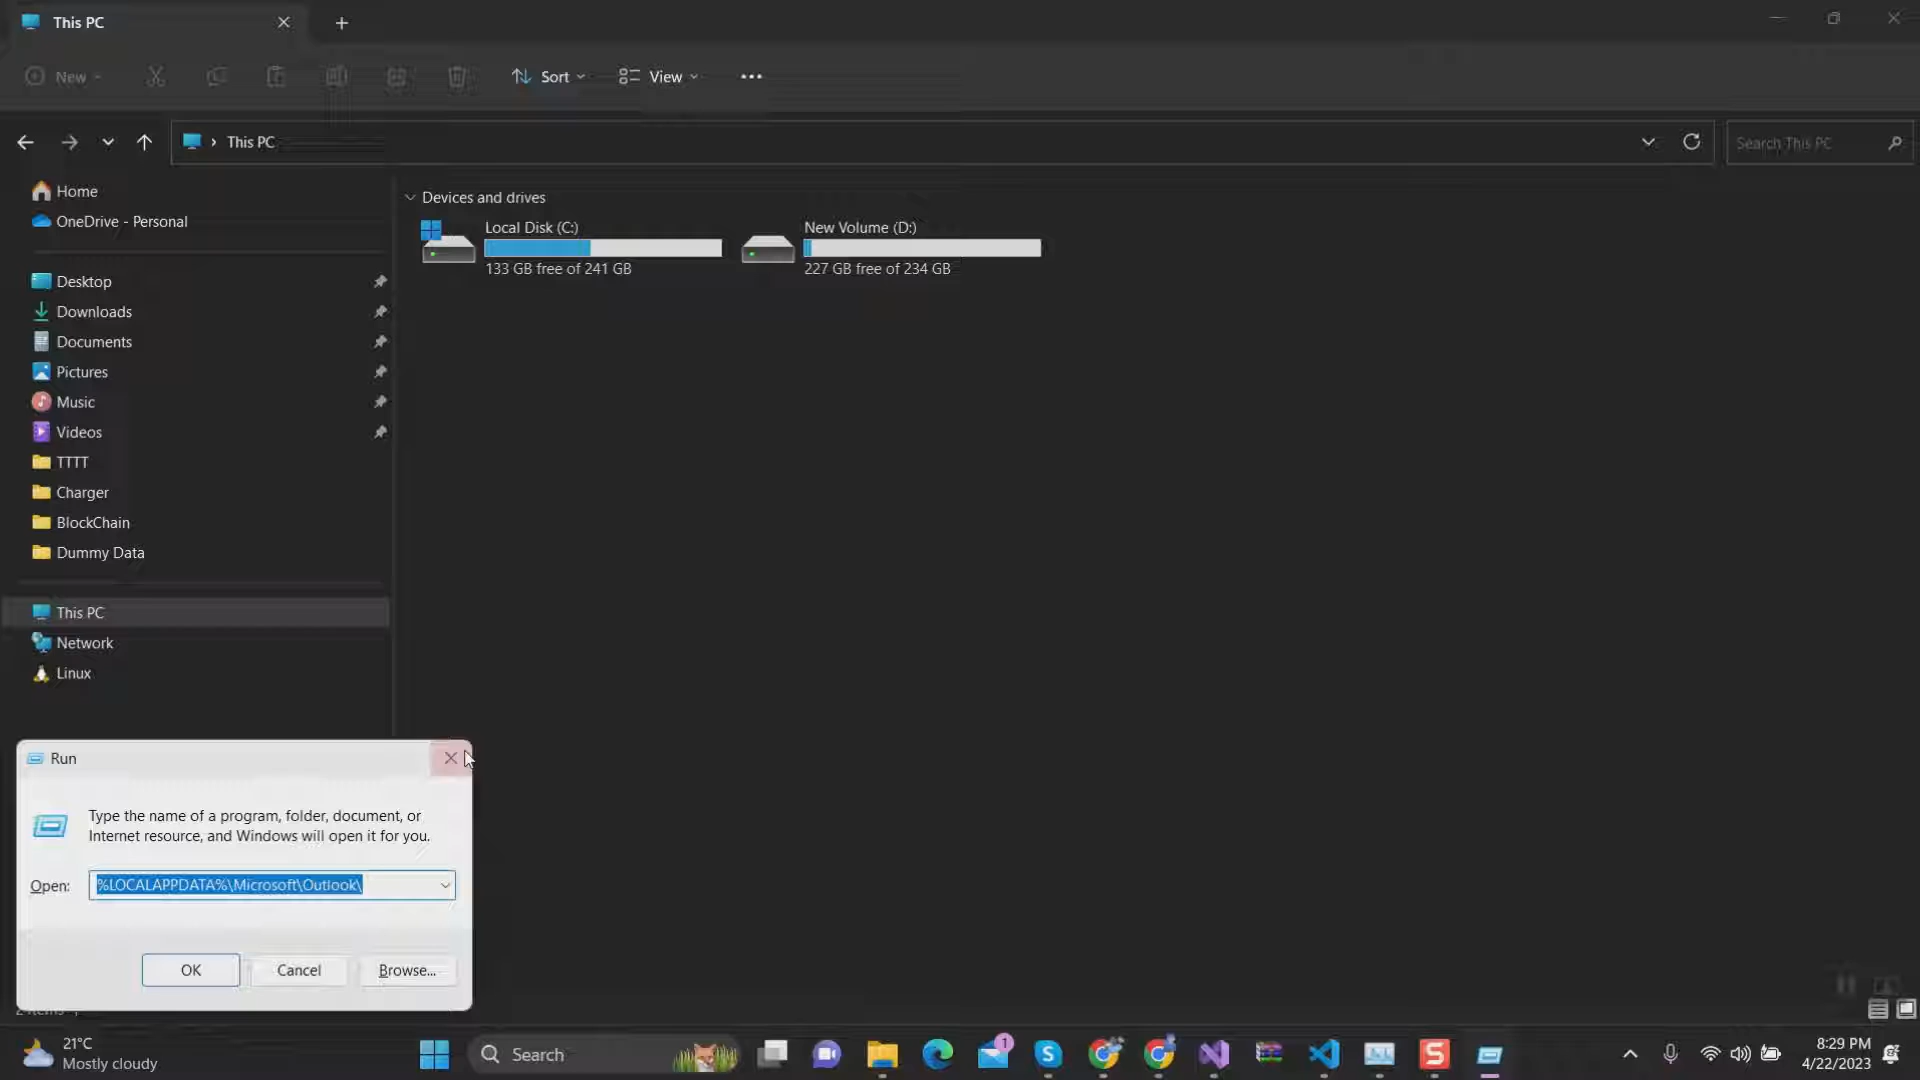 This PC
New
Sort
View
This PC
Search This PC
Home
OneDrive - Personal
Desktop
Downloads
Documents
Pictures
Music
Videos
TTTT
Charger
BlockChain
Dummy Data
This PC
Network
Linux
Devices and drives
Local Disk (C:)
133 GB free of 241 GB
New Volume (D:)
227 GB free of 234 GB
Run
Type the name of a program, folder, document, or
Internet resource, and Windows will open it for you.
Open:
%LOCALAPPDATA%\Microsoft\Outlook\
OK
Cancel
Browse...
21°C
Mostly cloudy
Search
1
8:29 PM
4/22/2023